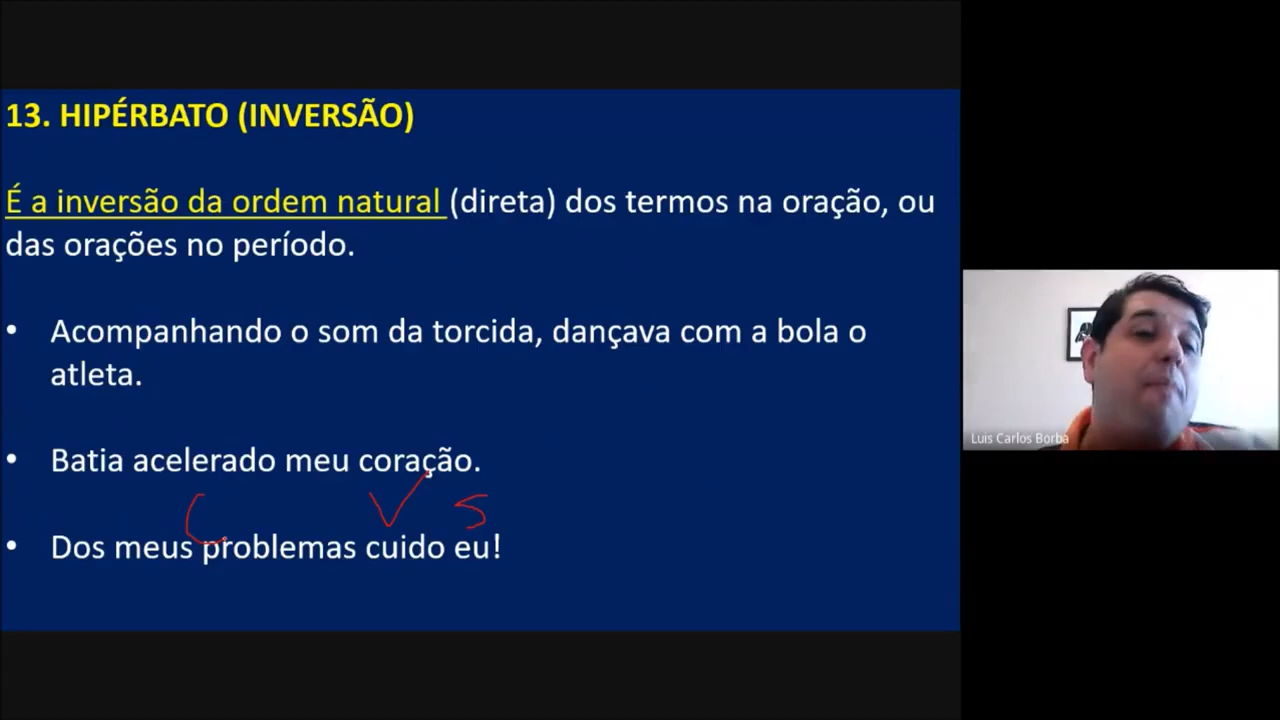 13. HIPÉRBATO (INVERSÃO)
É a inversão da ordem natural (direta) dos termos na oração, ou
das orações no período.
• Acompanhando o som da torcida, dançava com a bola o
atleta.
• Batia acelerado meu coração.
C V S
• Dos meus problemas cuido eu!
Luis Carlos Borba